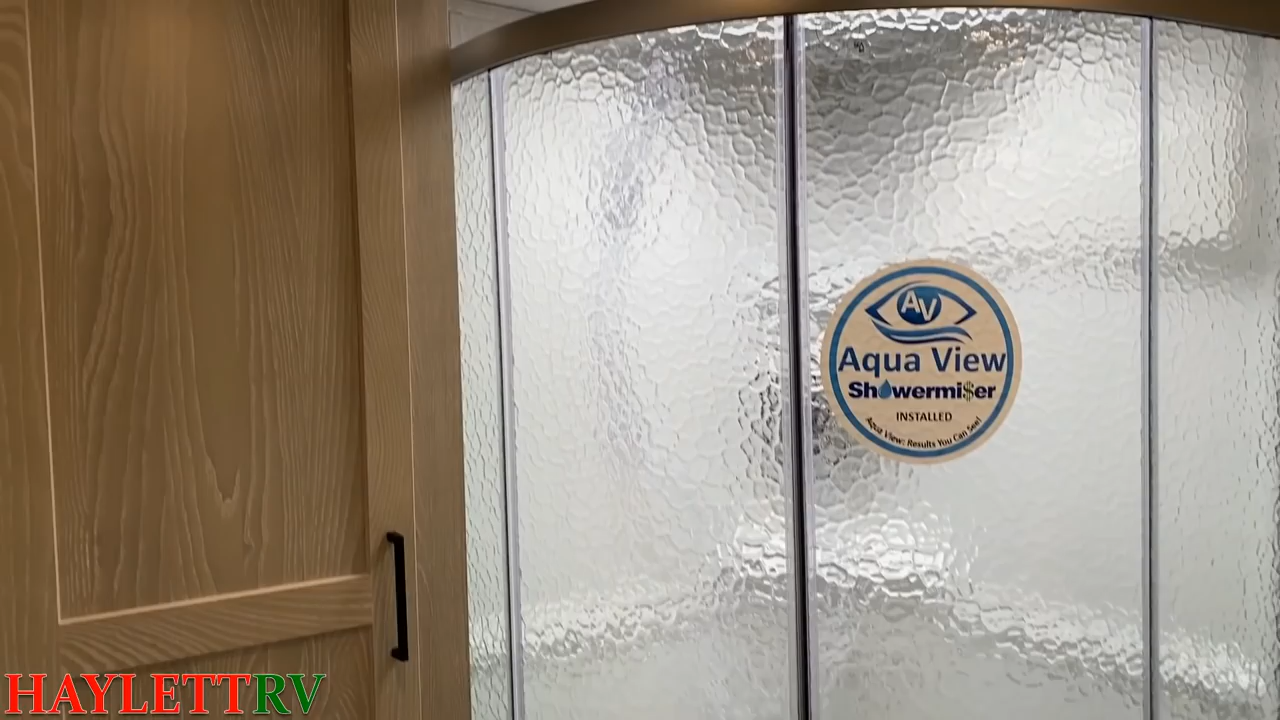 AV
Aqua View
Showermi$er
INSTALLED
Aqua View: Results You Can See!
HAYLETTRV